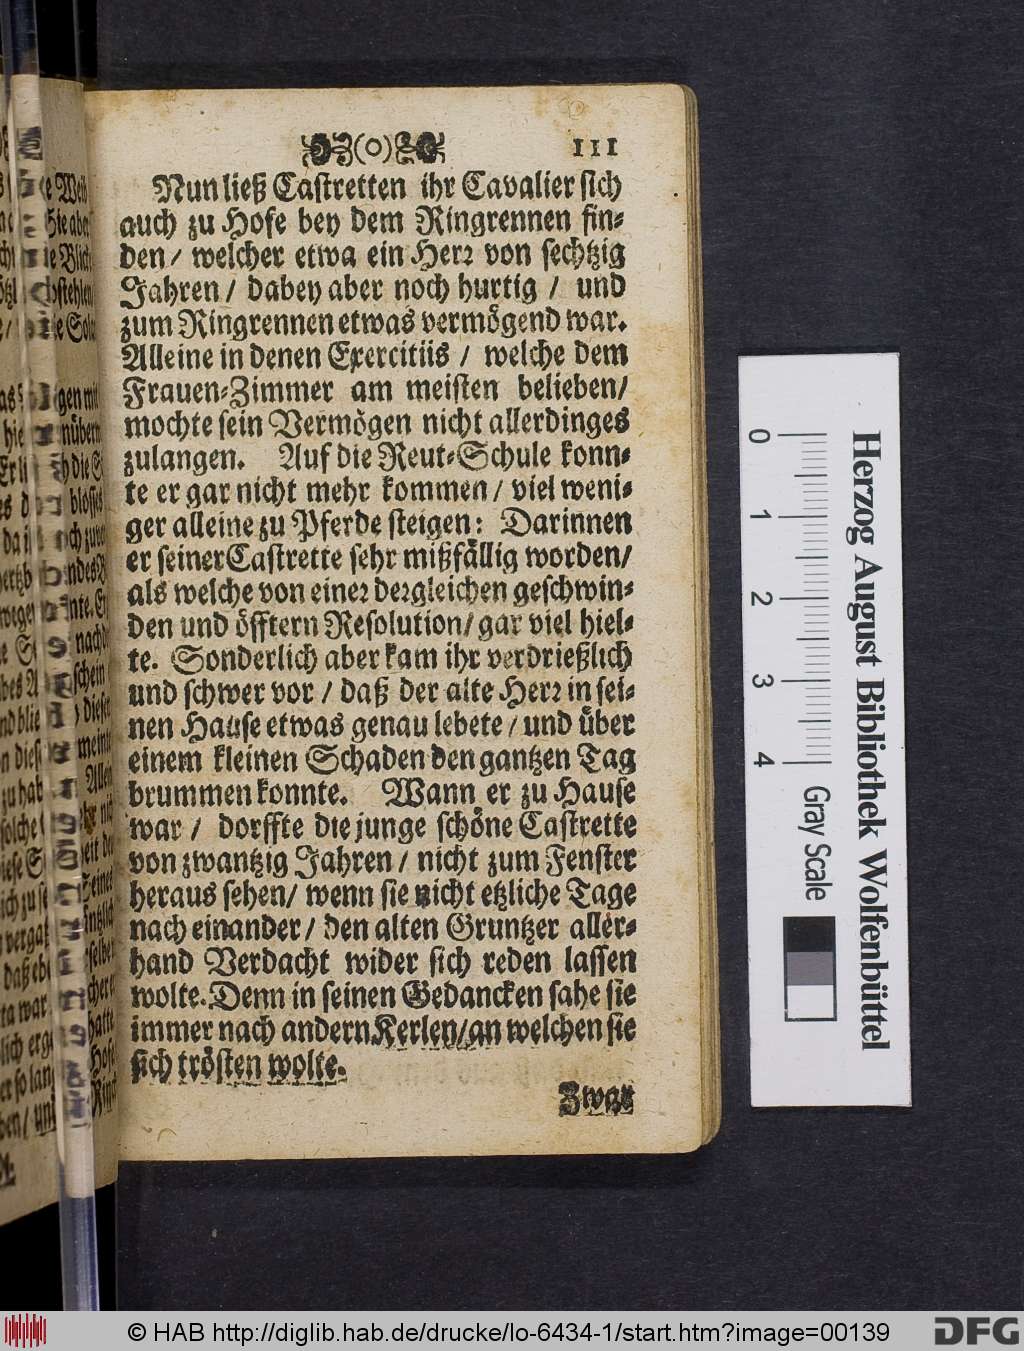 (o) 111
Nun ließ Castretten ihr Cavalier sich
auch zu Hofe bey dem Ringrennen fin-
den / welcher etwa ein Herr von sechtzig
Jahren / dabey aber noch hurtig / und
zum Ringrennen etwas vermögend war.
Alleine in denen Exercitiis / welche dem
Frauen-Zimmer am meisten belieben/
mochte sein Vermögen nicht allerdinges
zulangen. Auf die Reut-Schule konn-
te er gar nicht mehr kommen / viel weni-
ger alleine zu Pferde steigen: Darinnen
er seiner Castrette sehr mißfällig worden/
als welche von einer dergleichen geschwin-
den und öfftern Resolution/ gar viel hiel-
te. Sonderlich aber kam ihr verdrießlich
und schwer vor / daß der alte Herr in sei-
nen Hause etwas genau lebete / und über
einem kleinen Schaden den gantzen Tag
brummen konnte. Wann er zu Hause
war / dorffte die junge schöne Castrette
von zwantzig Jahren / nicht zum Fenster
heraus sehen/ wenn sie nicht etzliche Tage
nach einander / den alten Gruntzer aller-
hand Verdacht wider sich reden lassen
wolte. Denn in seinen Gedancken sahe sie
immer nach andern Kerlen/an welchen sie
sich trösten wolte.
Zwar
0 1 2 3 4
Gray Scale
Herzog August Bibliothek Wolfenbüttel
© HAB http://diglib.hab.de/drucke/lo-6434-1/start.htm?image=00139
DFG